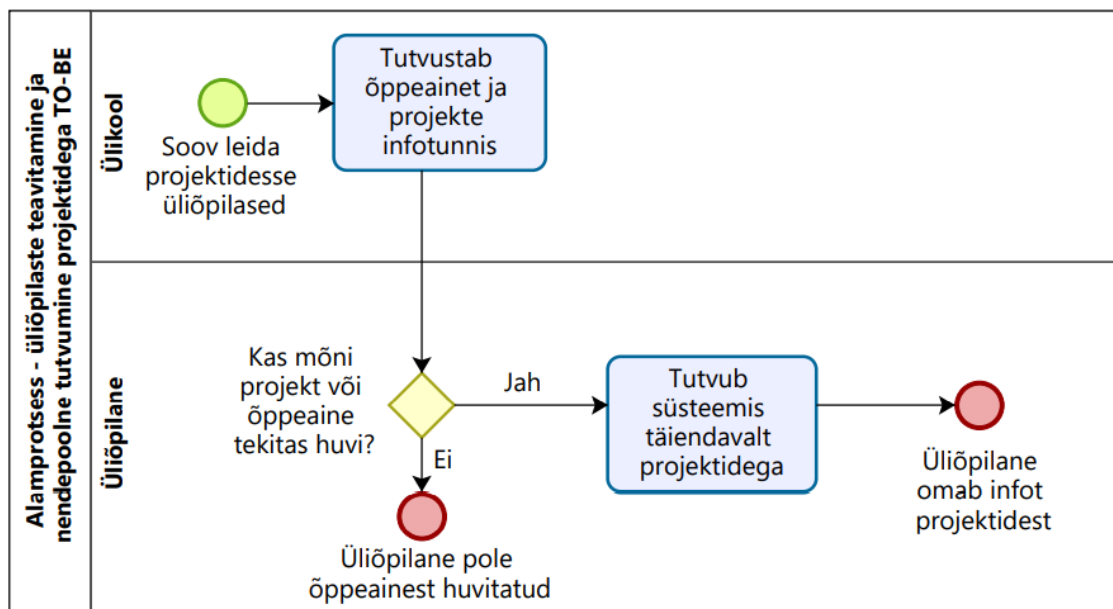 Alamprotsess - üliõpilaste teavitamine ja
nendepoolne tutvumine projektidega TO-BE
Ülikool
Soov leida
projektidesse
üliõpilased
Tutvustab
õppeainet ja
projekte
infotunnis
Üliõpilane
Kas mõni
projekt või
õppeaine
tekitas huvi?
Jah
Ei
Üliõpilane pole
õppeainest huvitatud
Tutvub
süsteemis
täiendavalt
projektidega
Üliõpilane
omab infot
projektidest